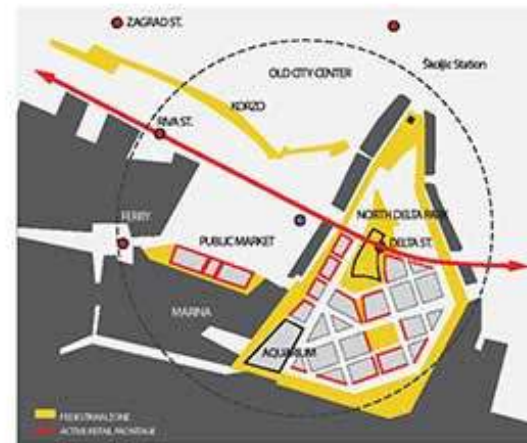 ZAGRAD ST.
Školjic Station
OLD CITY CENTER
KORZO
RIVA ST.
FERRY
NORTH DELTA PARK
PUBLIC MARKET
DELTA ST.
MARINA
AQUARIUM
PEDESTRIAN ZONE
ACTIVE RETAIL FRONTAGE